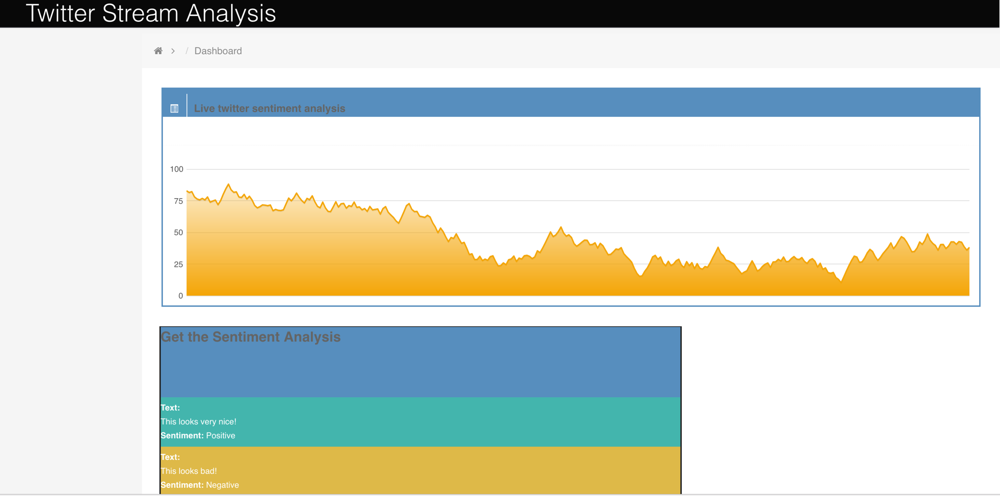 Twitter Stream Analysis
> / Dashboard
Live twitter sentiment analysis
100
75
50
25
0
Get the Sentiment Analysis
Text:
This looks very nice!
Sentiment: Positive
Text:
This looks bad!
Sentiment: Negative